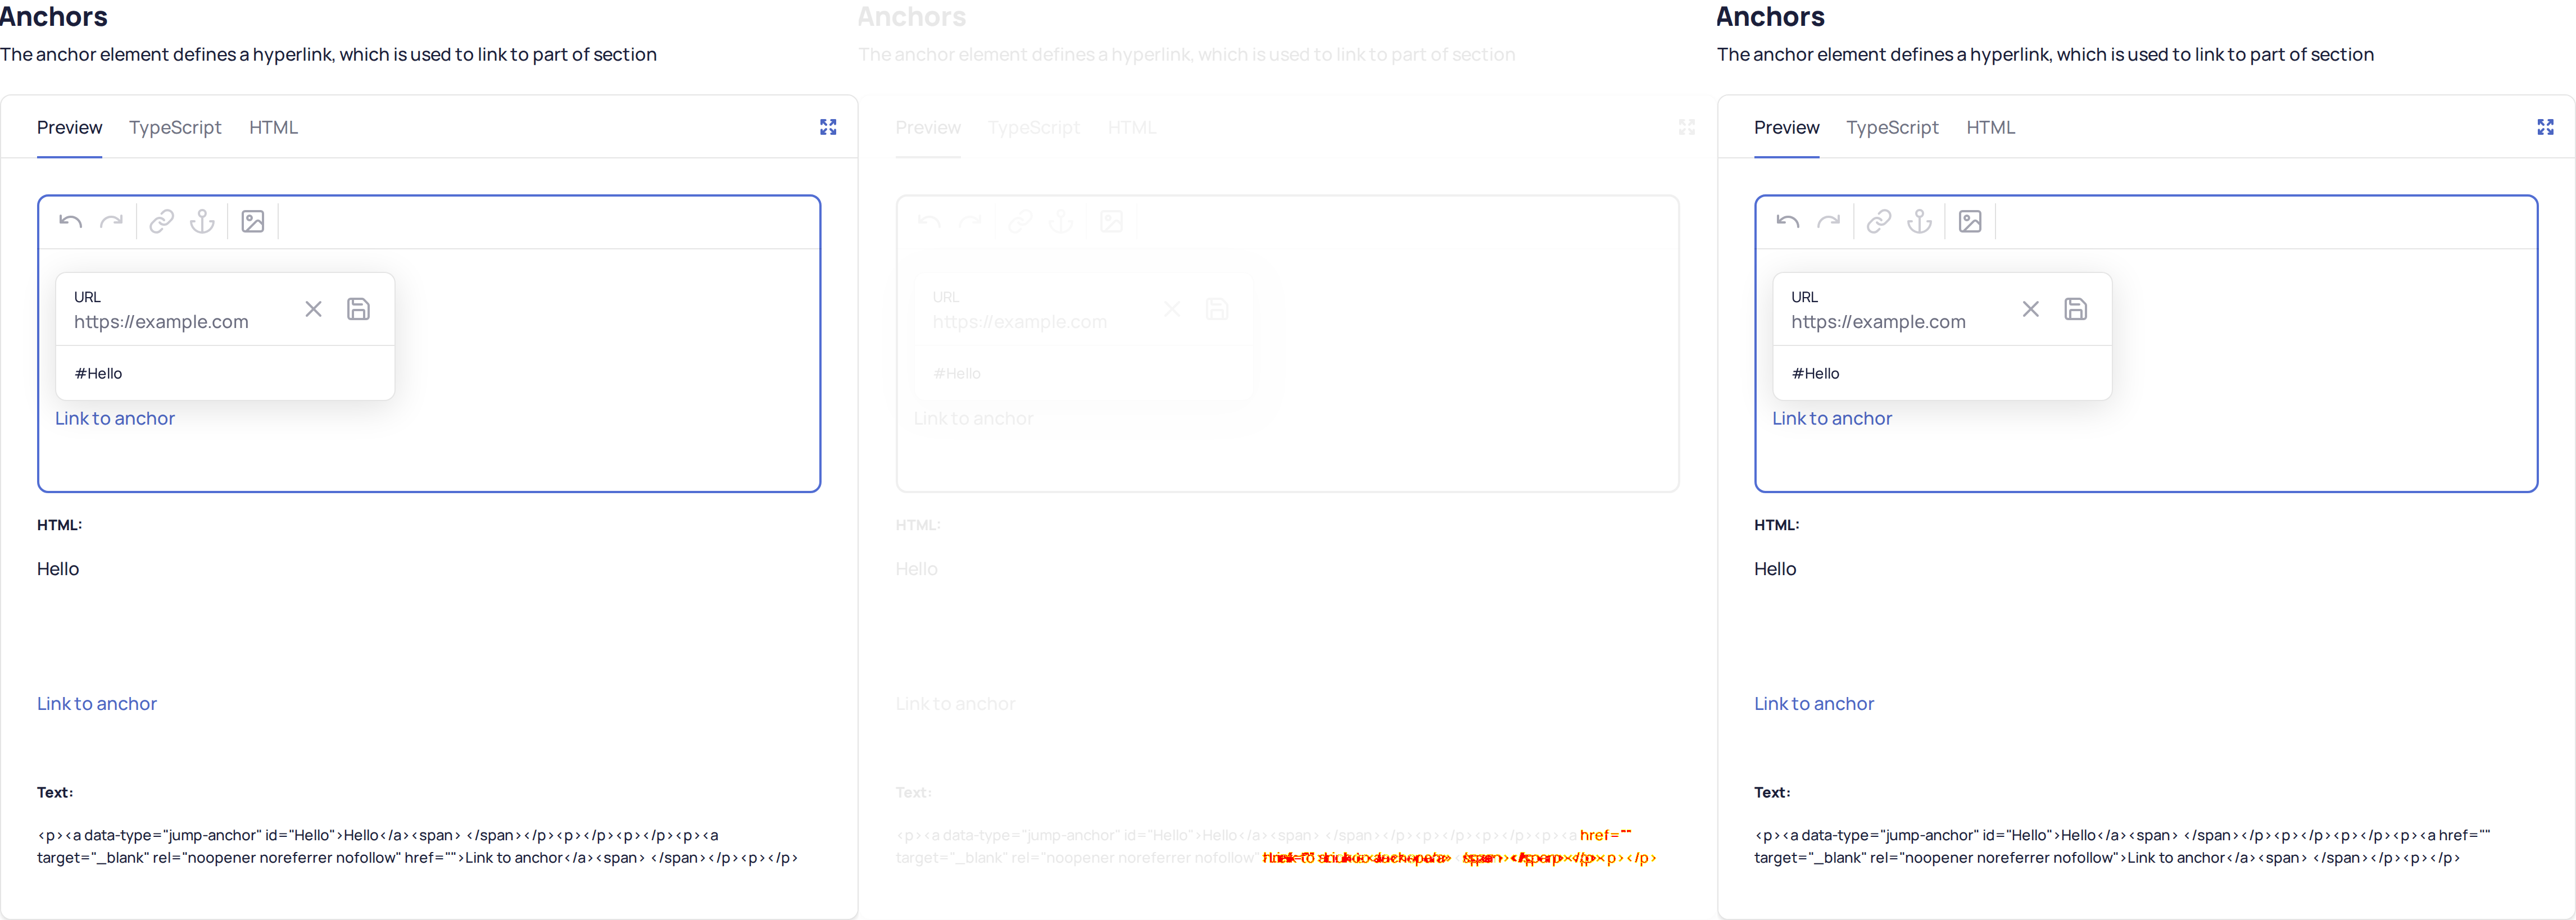 Anchors
The anchor element defines a hyperlink, which is used to link to part of section
Preview TypeScript HTML
URL
https://example.com
#Hello
Link to anchor
HTML:
Hello
Link to anchor
Text:
<p><a data-type="jump-anchor" id="Hello">Hello</a><span> </span></p><p></p><p></p><p><a
target="_blank" rel="noopener noreferrer nofollow" href="">Link to anchor</a><span> </span></p><p></p>
Anchors
The anchor element defines a hyperlink, which is used to link to part of section
Preview TypeScript HTML
URL
https://example.com
#Hello
Link to anchor
HTML:
Hello
Link to anchor
Text:
<p><a data-type="jump-anchor" id="Hello">Hello</a><span> </span></p><p></p><p></p><p><a href=""
target="_blank" rel="noopener noreferrer nofollow"
Anchors
The anchor element defines a hyperlink, which is used to link to part of section
Preview TypeScript HTML
URL
https://example.com
#Hello
Link to anchor
HTML:
Hello
Link to anchor
Text:
<p><a data-type="jump-anchor" id="Hello">Hello</a><span> </span></p><p></p><p></p><p><a href=""
target="_blank" rel="noopener noreferrer nofollow">Link to anchor</a><span> </span></p><p></p>